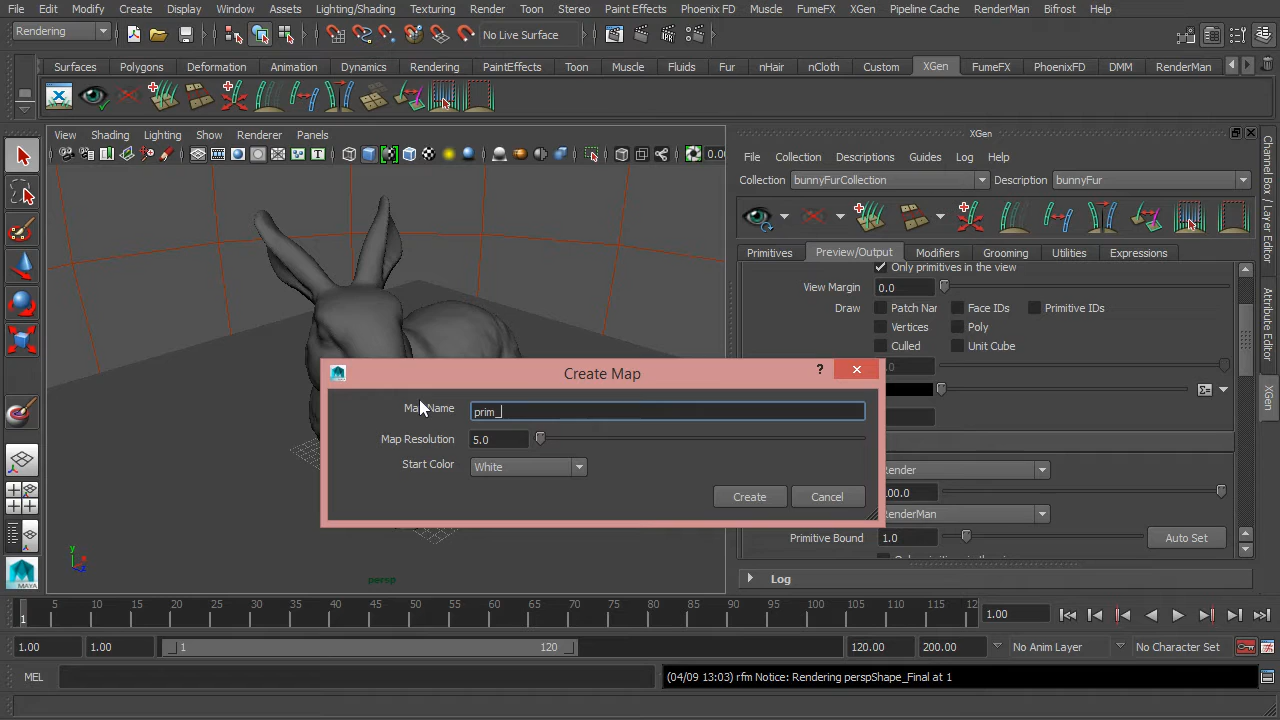 File Edit Modify Create Display Window Assets Lighting/Shading Texturing Render Toon Stereo Paint Effects Phoenix FD Muscle FumeFX XGen Pipeline Cache RenderMan Bifrost Help
Rendering No Live Surface
Surfaces Polygons Deformation Animation Dynamics Rendering PaintEffects Toon Muscle Fluids Fur nHair nCloth Custom XGen FumeFX PhoenixFD DMM RenderMan
View Shading Lighting Show Renderer Panels
0.00
XGen
File Collection Descriptions Guides Log Help
Collection bunnyFurCollection Description bunnyFur
Primitives Preview/Output Modifiers Grooming Utilities Expressions
Only primitives in the view
View Margin 0.0
Draw Patch Nar Face IDs Primitive IDs
Vertices Poly
Culled Unit Cube
Create Map
?
Map Name prim_
Map Resolution 5.0
Start Color White
Create Cancel
Render
100.0
RenderMan
Primitive Bound 1.0 Auto Set
Log
persp
Channel Box / Layer Editor
Attribute Editor
XGen
1 5 10 15 20 25 30 35 40 45 50 55 60 65 70 75 80 85 90 95 100 105 110 115 12
1.00
1.00 1.00 1 120 120.00 200.00 No Anim Layer No Character Set
MEL (04/09 13:03) rfm Notice: Rendering perspShape_Final at 1